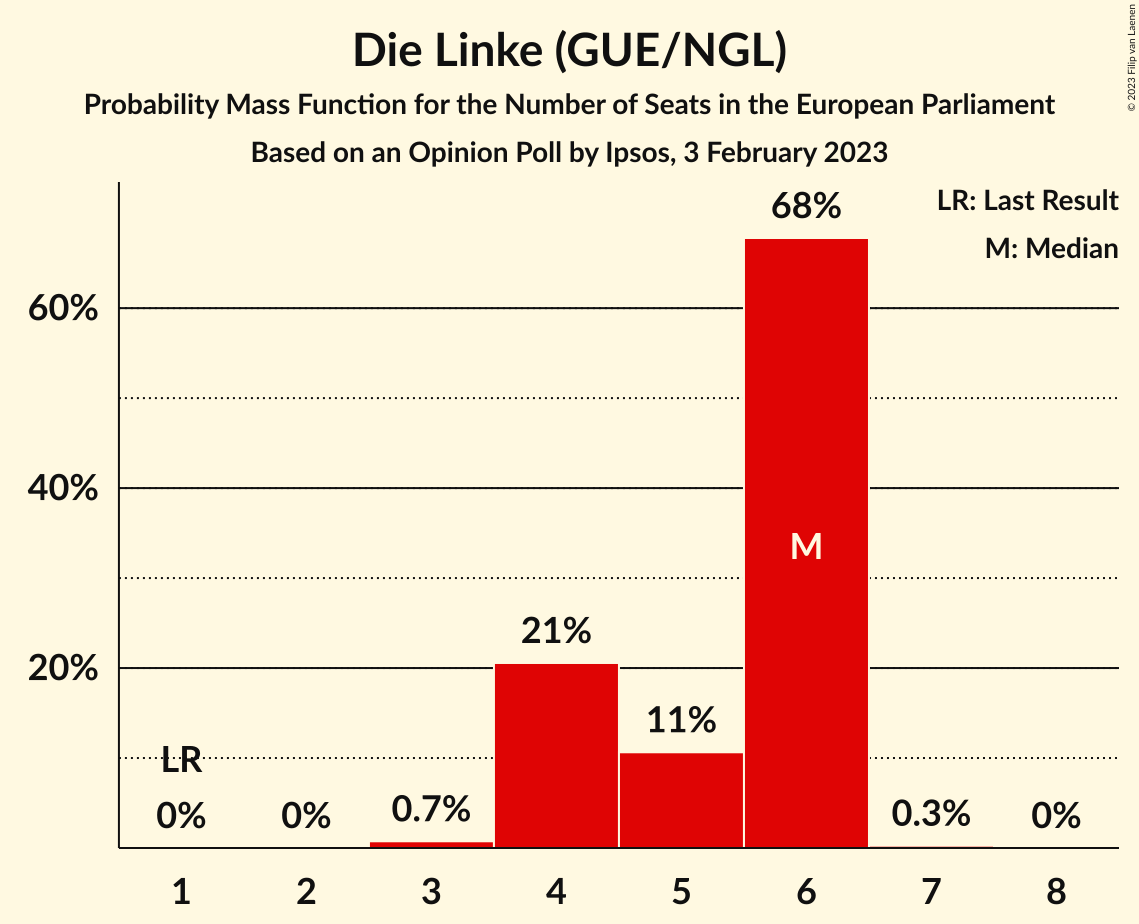 Die Linke (GUE/NGL)
Probability Mass Function for the Number of Seats in the European Parliament
Based on an Opinion Poll by Ipsos, 3 February 2023
© 2023 Filip van Laenen
LR: Last Result
M: Median
68%
60%
40%
M
21%
20%
11%
LR
0%
0%
0.7%
0.3%
0%
1 2 3 4 5 6 7 8